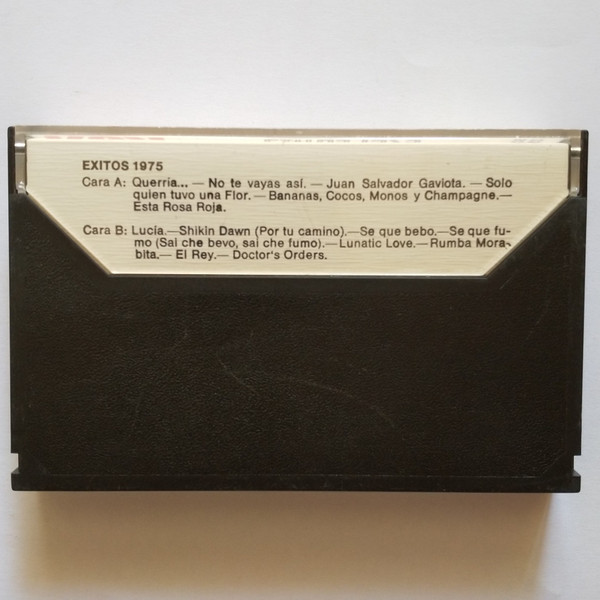 EXITOS 1975
Cara A: Querria... — No te vayas así. — Juan Salvador Gaviota. — Solo
quien tuvo una Flor. — Bananas, Cocos, Monos y Champagne.—
Esta Rosa Roja.
Cara B: Lucía.—Shikin Dawn (Por tu camino).—Se que bebo.—Se que fu-
mo (Sai che bevo, sai che fumo).—Lunatic Love.—Rumba Mora-
bita.— El Rey.— Doctor's Orders.